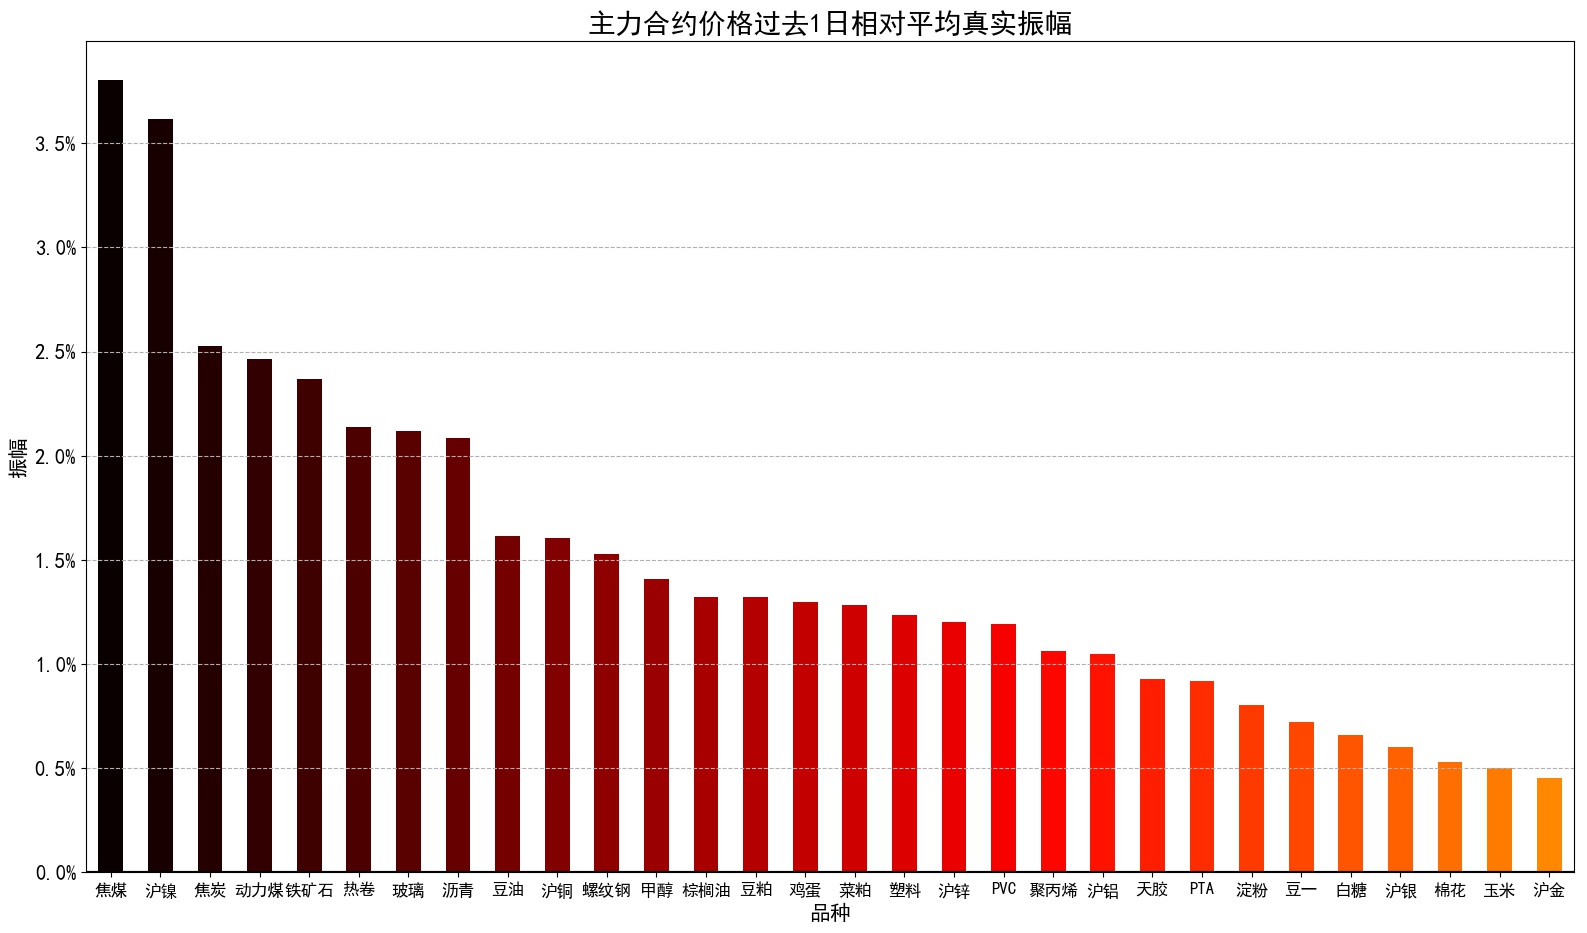 主力合约价格过去1日相对平均真实振幅
振幅
3.5%
3.0%
2.5%
2.0%
1.5%
1.0%
0.5%
0.0%
焦煤 沪镍 焦炭 动力煤 铁矿石 热卷 玻璃 沥青 豆油 沪铜 螺纹钢 甲醇 棕榈油 豆粕 鸡蛋 菜粕 塑料 沪锌 PVC 聚丙烯 沪铝 天胶 PTA 淀粉 豆一 白糖 沪银 棉花 玉米 沪金
品种